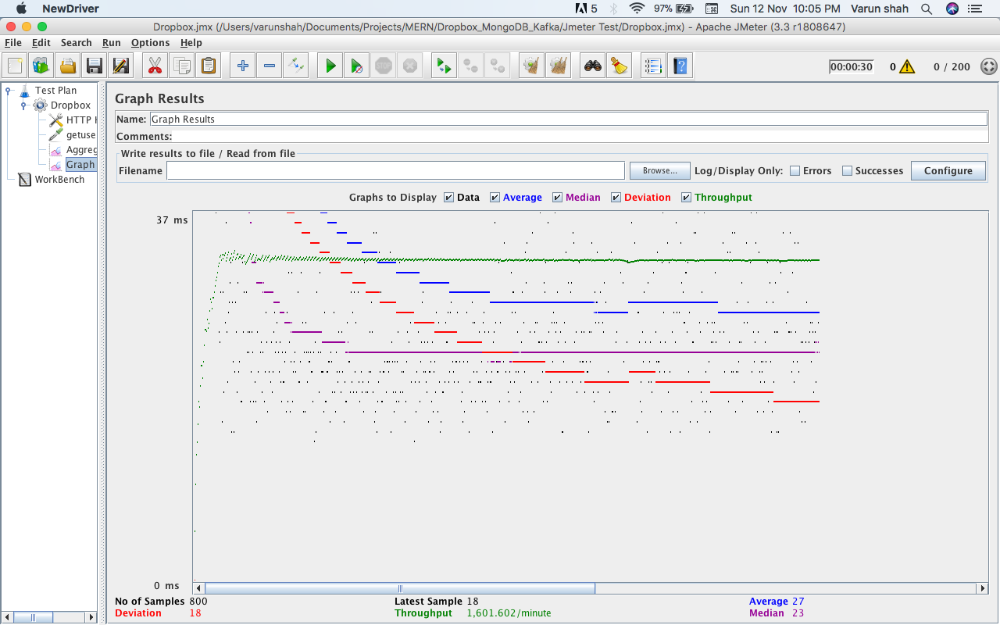 NewDriver 5 97% Sun 12 Nov 10:05 PM Varun shah
Dropbox.jmx (/Users/varunshah/Documents/Projects/MERN/Dropbox_MongoDB_Kafka/Jmeter Test/Dropbox.jmx) - Apache JMeter (3.3 r1808647)
File Edit Search Run Options Help
STOP 00:00:30 0 0 / 200
Test Plan
Dropbox
HTTP
getuse
Aggreg
Graph
WorkBench
Graph Results
Name: Graph Results
Comments:
Write results to file / Read from file
Filename Browse... Log/Display Only: Errors Successes Configure
Graphs to Display Data Average Median Deviation Throughput
37 ms
0 ms
No of Samples 800 Latest Sample 18 Average 27
Deviation 18 Throughput 1,601.602/minute Median 23